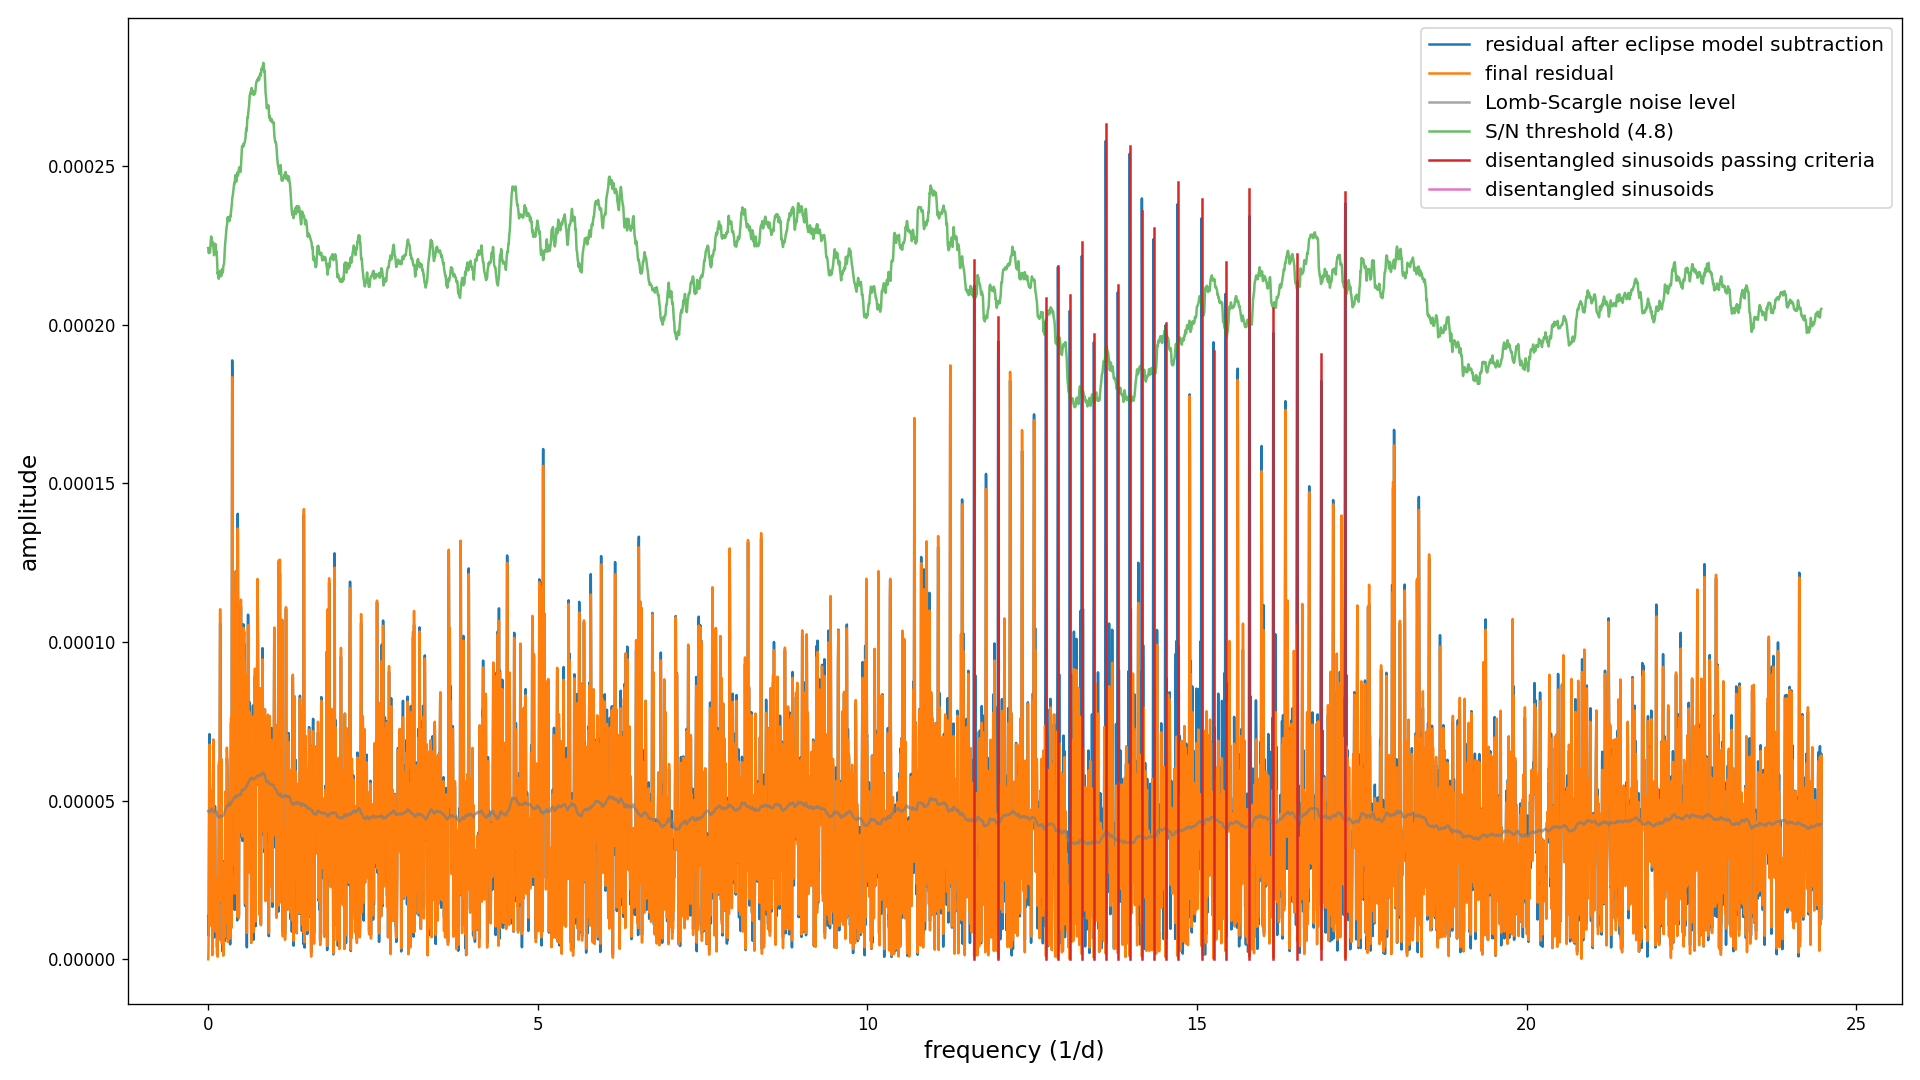 residual after eclipse model subtraction
final residual
Lomb-Scargle noise level
S/N threshold (4.8)
disentangled sinusoids passing criteria
disentangled sinusoids
amplitude
0.00025
0.00020
0.00015
0.00010
0.00005
0.00000
0 5 10 15 20 25
frequency (1/d)